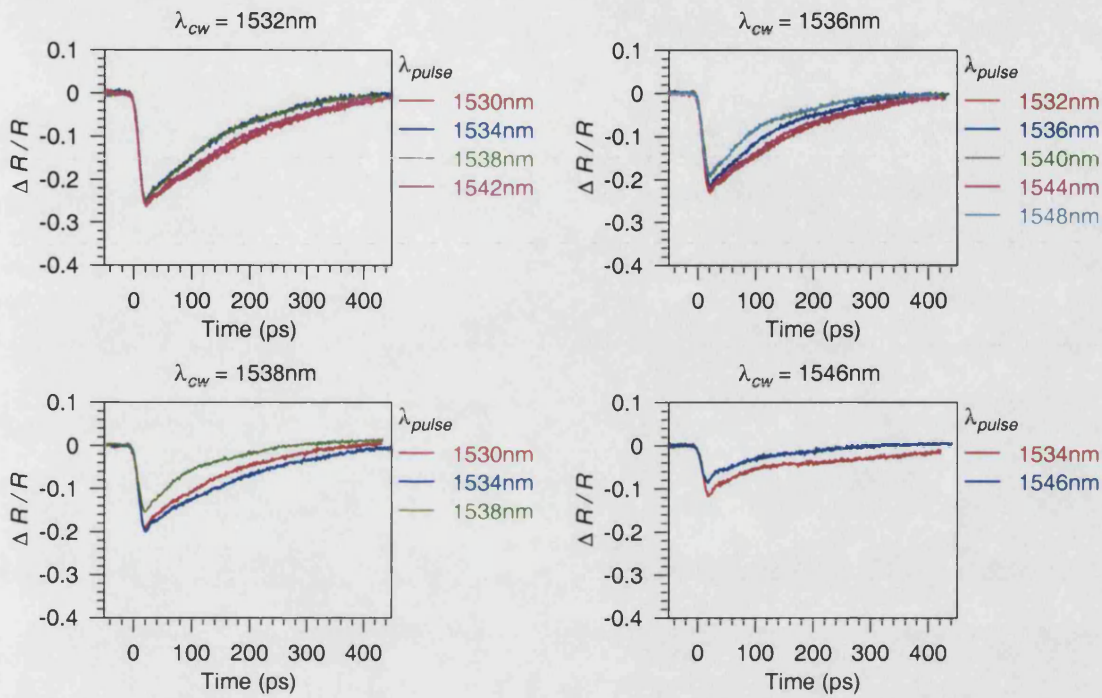 λcw = 1532nm
0.1
0
-0.1
-0.2
-0.3
-0.4
Δ R / R
0 100 200 300 400
Time (ps)
λpulse
1530nm
1534nm
1538nm
1542nm
λcw = 1536nm
0.1
0
-0.1
-0.2
-0.3
-0.4
Δ R / R
0 100 200 300 400
Time (ps)
λpulse
1532nm
1536nm
1540nm
1544nm
1548nm
λcw = 1538nm
0.1
0
-0.1
-0.2
-0.3
-0.4
Δ R / R
0 100 200 300 400
Time (ps)
λpulse
1530nm
1534nm
1538nm
λcw = 1546nm
0.1
0
-0.1
-0.2
-0.3
-0.4
Δ R / R
0 100 200 300 400
Time (ps)
λpulse
1534nm
1546nm